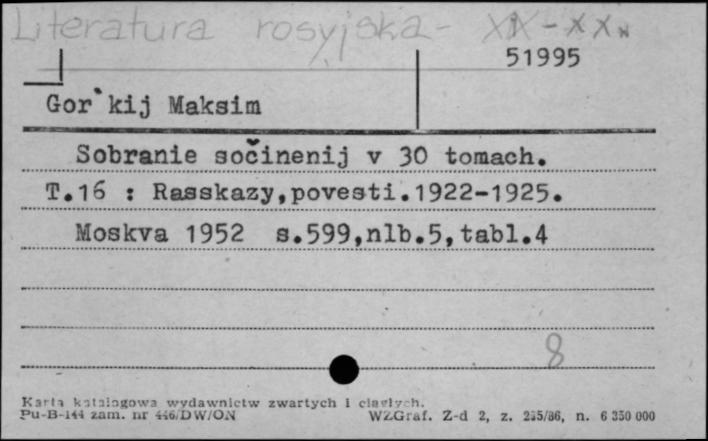 Literatura rosyjska - XIX - XX w
51995
Gor`kij Maksim
Sobranie sočinenij v 30 tomach.
T.16 : Rasskazy,povesti.1922-1925.
Moskva 1952 s.599,nlb.5,tabl.4
8
Karta katalogowa wydawnictw zwartych i ciągłych.
Pu-B-144 zam. nr 446/DW/ON WZGraf. Z-d 2, z. 235/86, n. 6 350 000